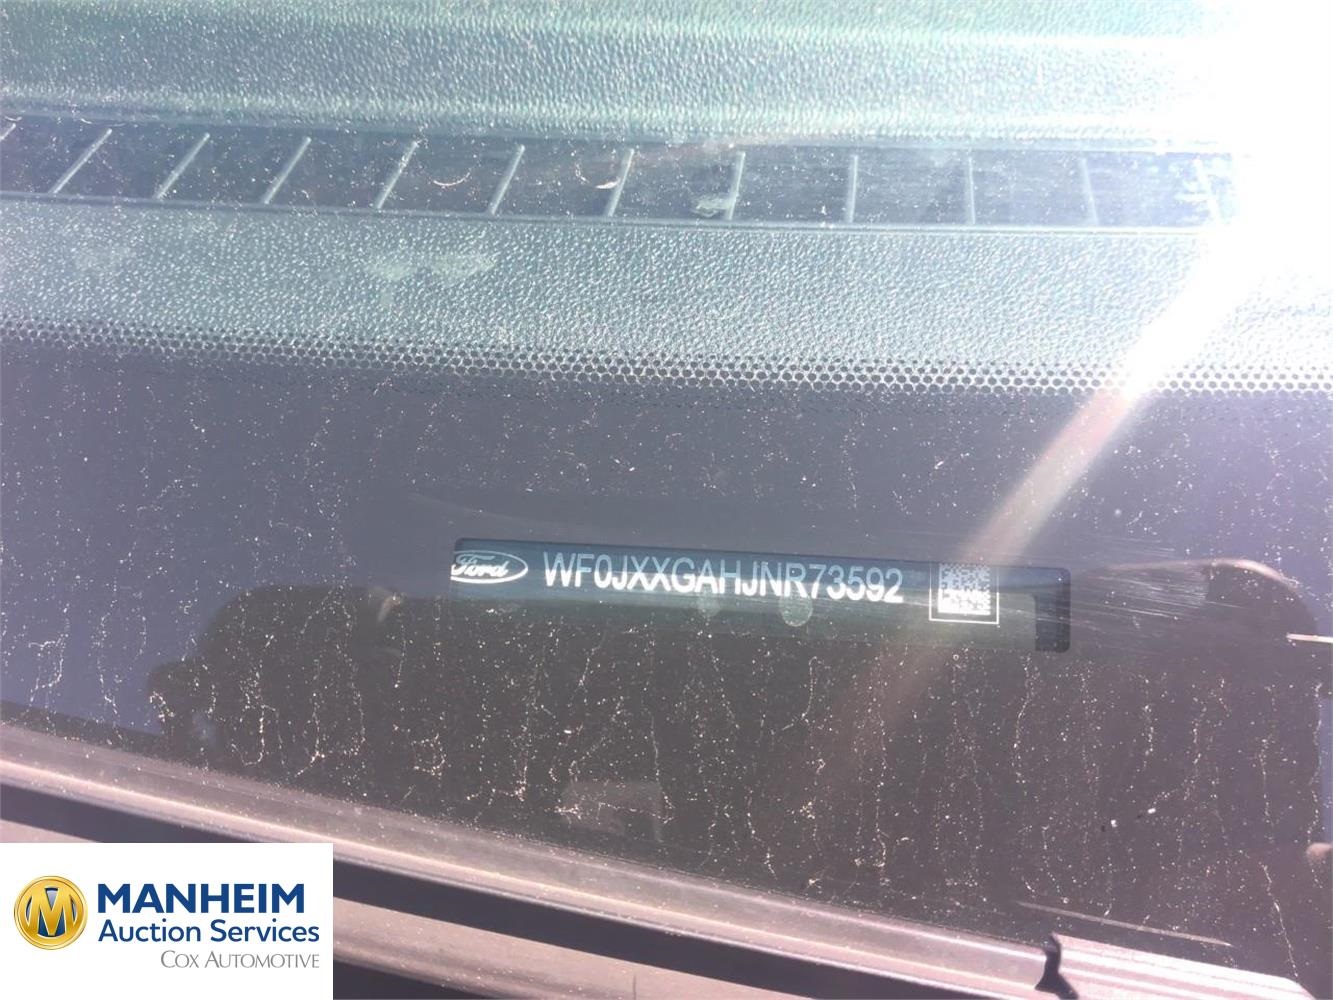 Ford WF0JXXGAHJNR73592
MANHEIM
Auction Services
COX AUTOMOTIVE